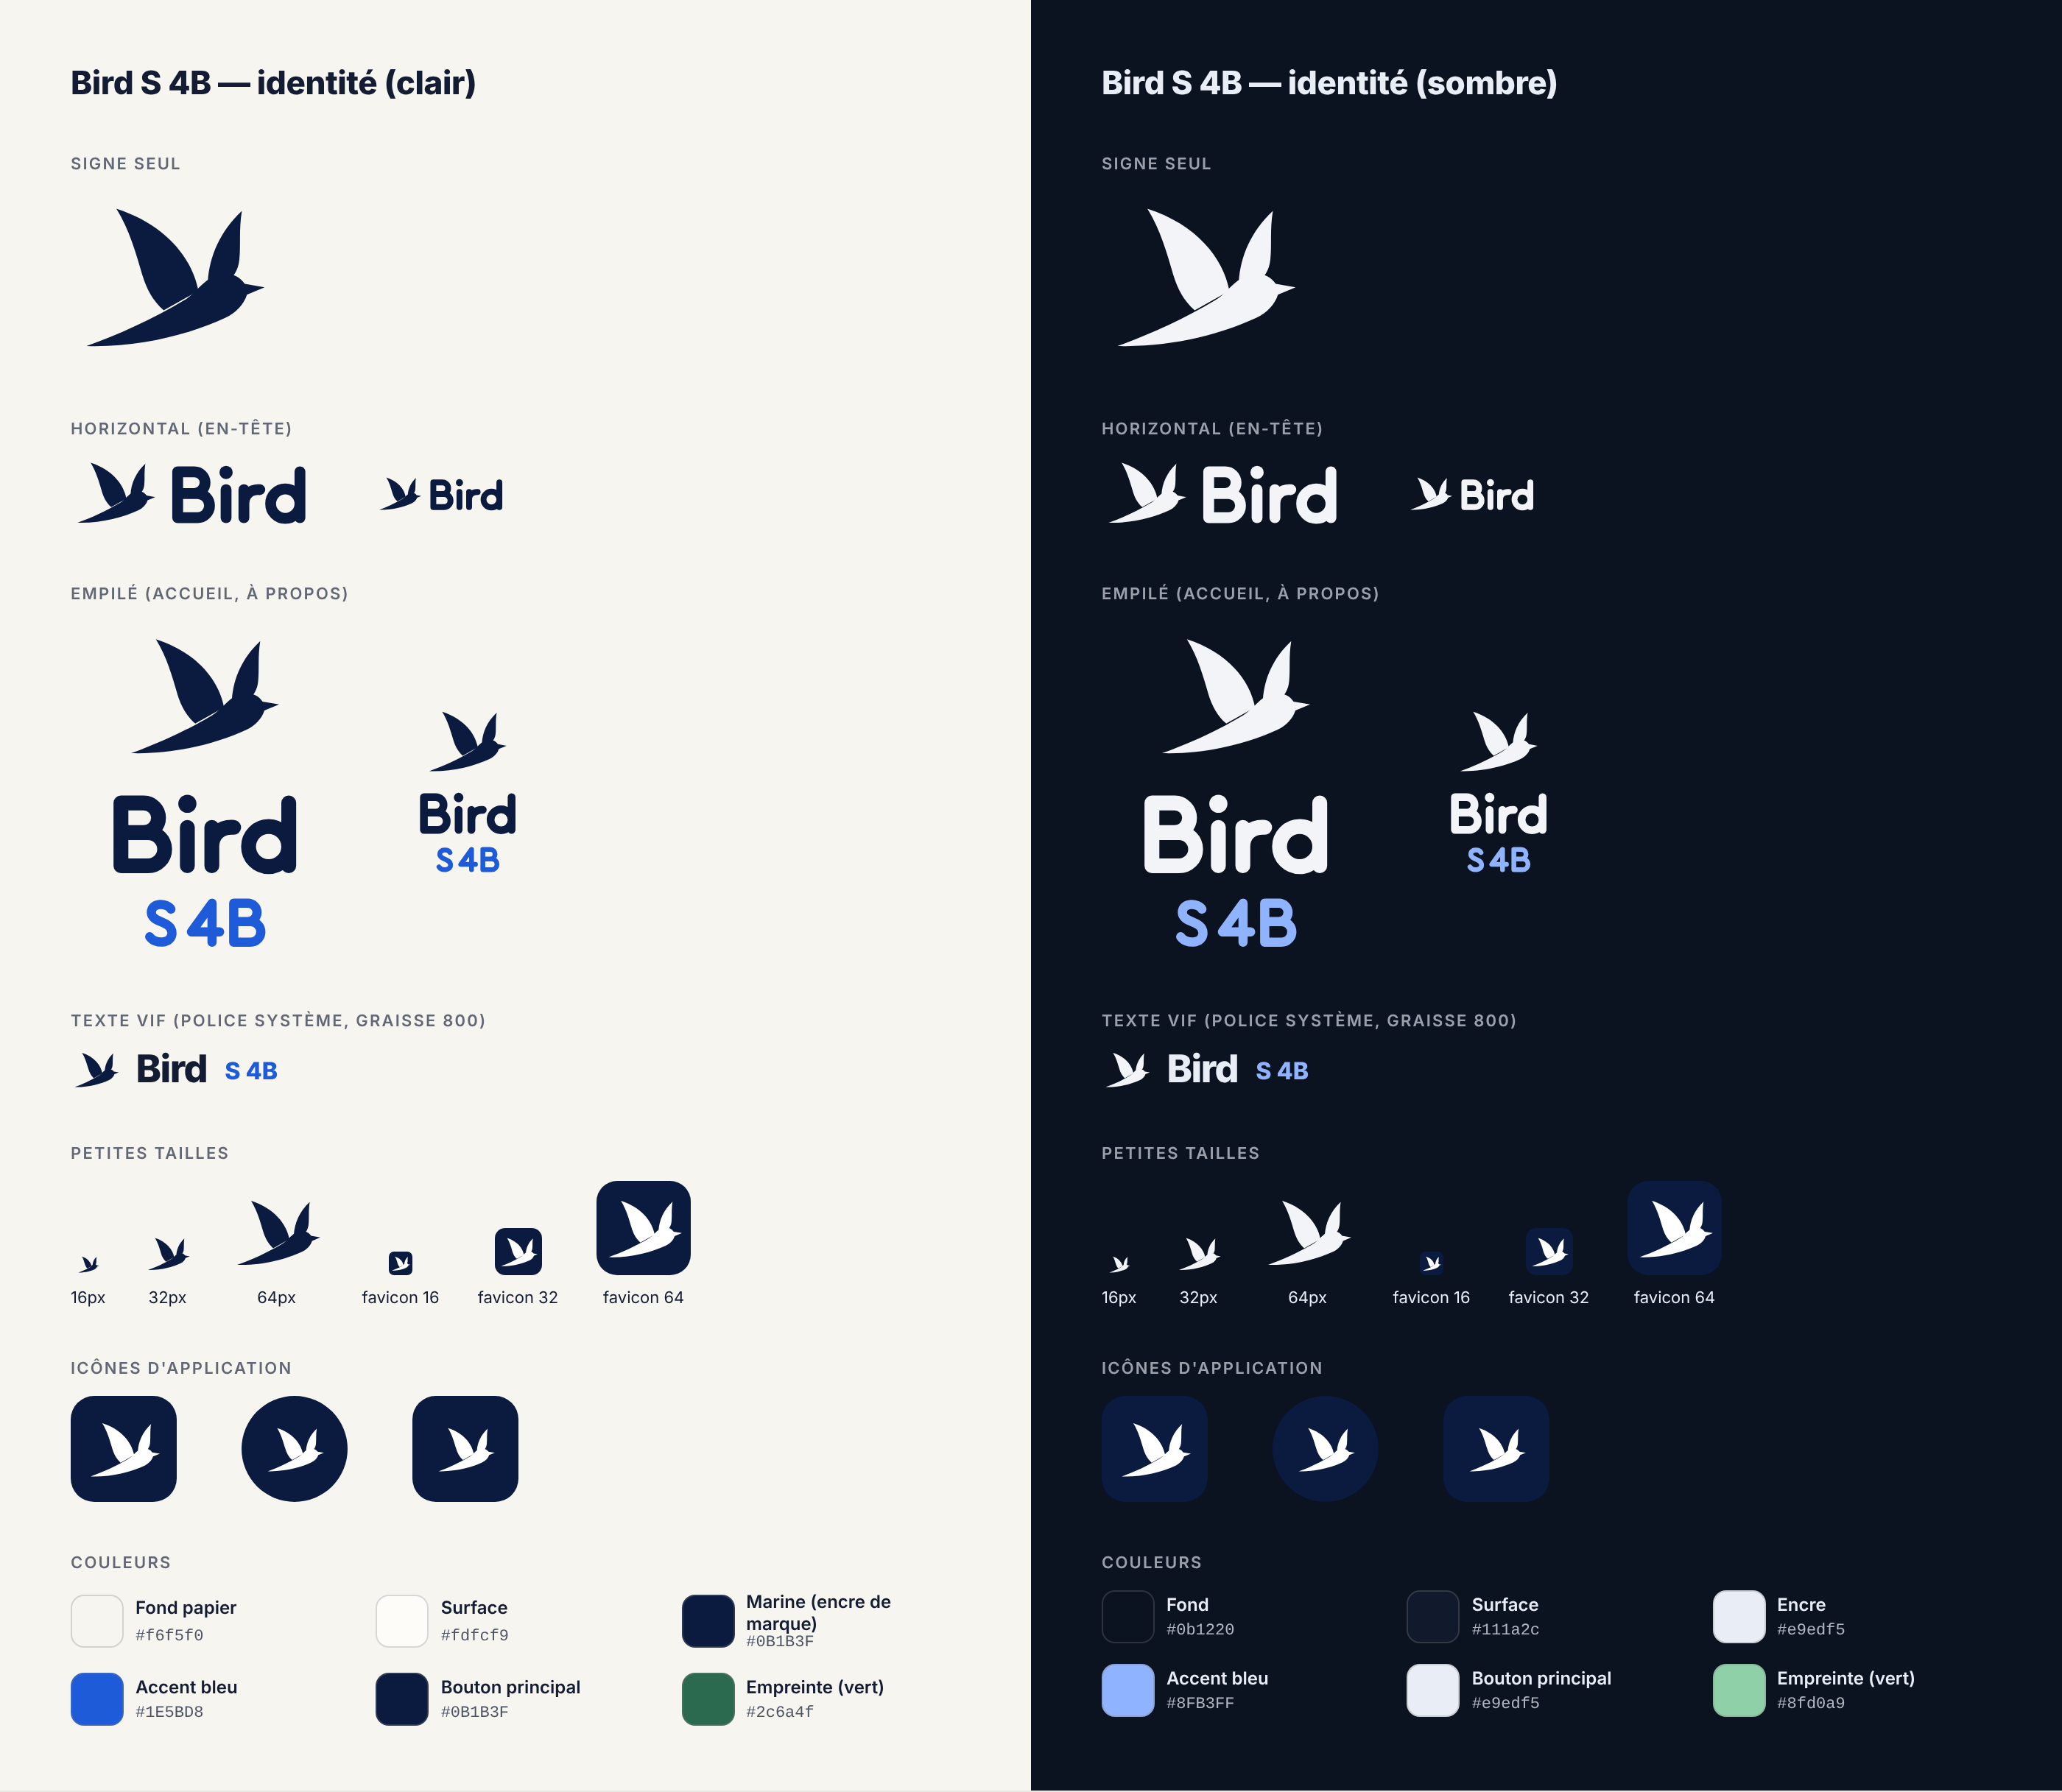 Bird S 4B — identité (clair)
SIGNE SEUL
HORIZONTAL (EN-TÊTE)
Bird
Bird
EMPILÉ (ACCUEIL, À PROPOS)
Bird
S 4B
Bird
S 4B
TEXTE VIF (POLICE SYSTÈME, GRAISSE 800)
Bird S 4B
PETITES TAILLES
16px 32px 64px favicon 16 favicon 32 favicon 64
ICÔNES D'APPLICATION
COULEURS
Fond papier
#f6f5f0
Surface
#fdfcf9
Marine (encre de
marque)
#0B1B3F
Accent bleu
#1E5BD8
Bouton principal
#0B1B3F
Empreinte (vert)
#2c6a4f
Bird S 4B — identité (sombre)
SIGNE SEUL
HORIZONTAL (EN-TÊTE)
Bird
Bird
EMPILÉ (ACCUEIL, À PROPOS)
Bird
S 4B
Bird
S 4B
TEXTE VIF (POLICE SYSTÈME, GRAISSE 800)
Bird S 4B
PETITES TAILLES
16px 32px 64px favicon 16 favicon 32 favicon 64
ICÔNES D'APPLICATION
COULEURS
Fond
#0b1220
Surface
#111a2c
Encre
#e9edf5
Accent bleu
#8FB3FF
Bouton principal
#e9edf5
Empreinte (vert)
#8fd0a9